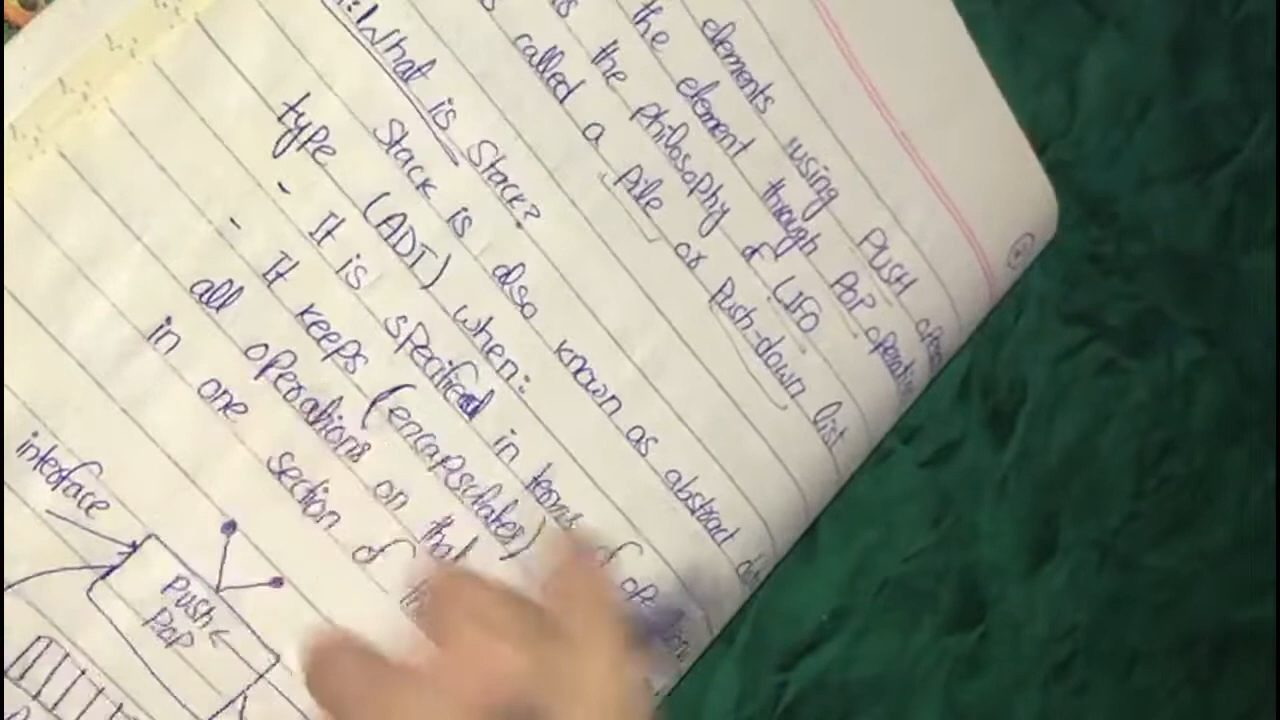 elements using PUSH
the element through POP
is the philosophy of LIFO
called a Pile or Push-down list
What is Stack?
Stack is also known as abstract
type (ADT) when:
- It is specified in terms of
- It keeps (encapsulates)
all operations on that
in one section of
interface
Push
Pop